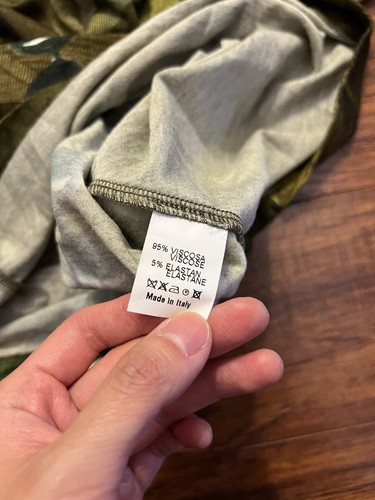 95% VISCOSA
VISCOSE
5% ELASTAN
ELASTANE
Made in Italy